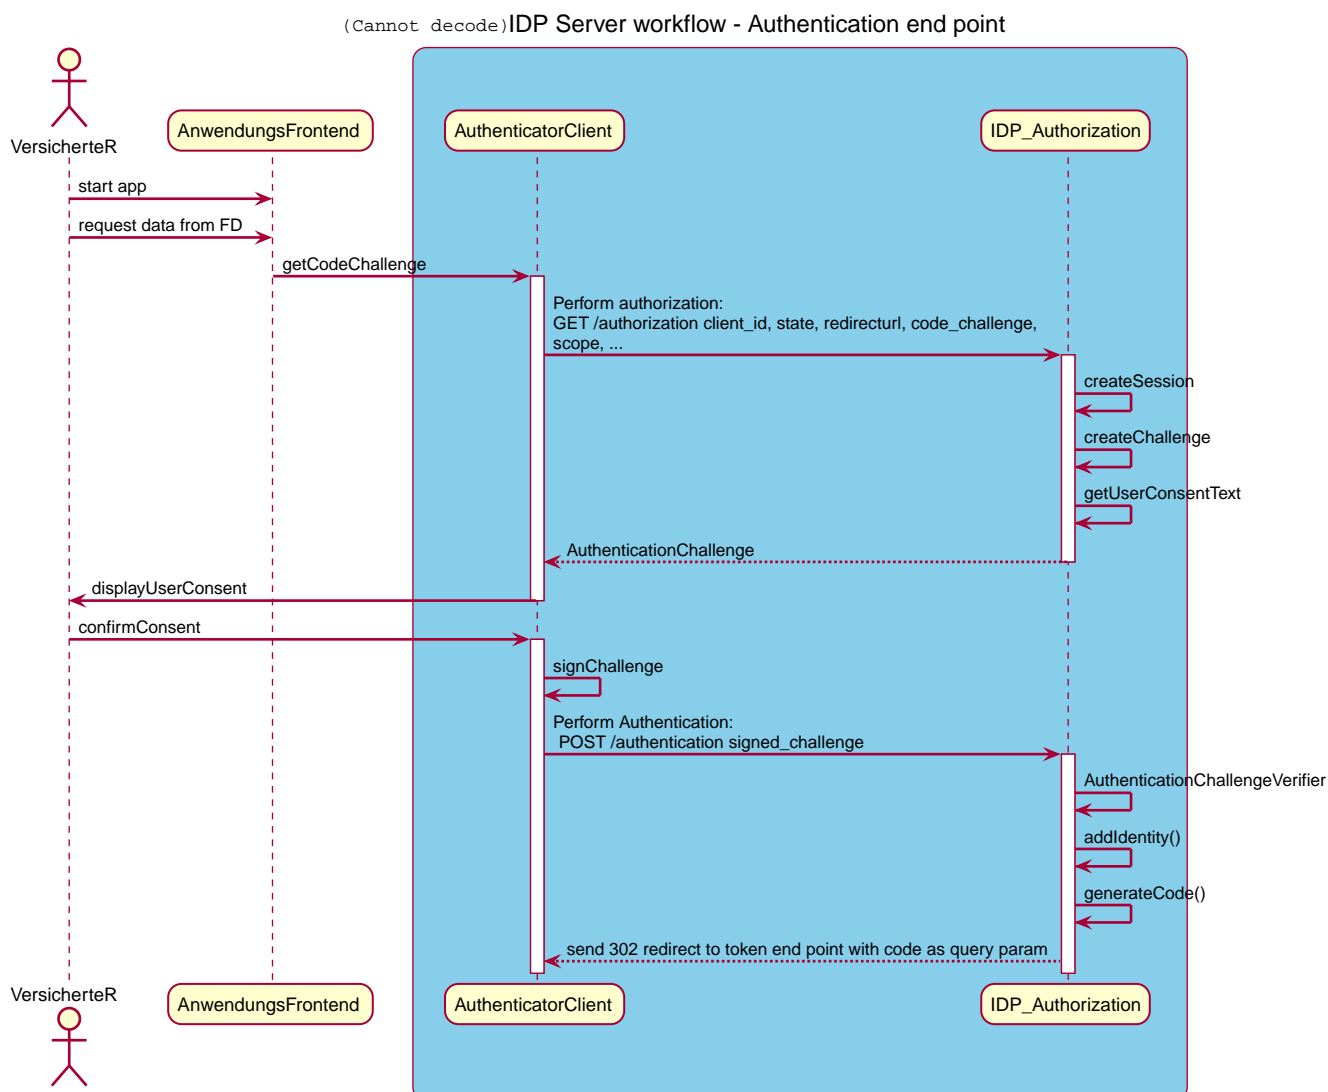 (Cannot decode)IDP Server workflow - Authentication end point
VersicherteR
AnwendungsFrontend
AuthenticatorClient
IDP_Authorization
start app
request data from FD
getCodeChallenge
Perform authorization:
GET /authorization client_id, state, redirecturl, code_challenge,
scope, ...
createSession
createChallenge
getUserConsentText
AuthenticationChallenge
displayUserConsent
confirmConsent
signChallenge
Perform Authentication:
POST /authentication signed_challenge
AuthenticationChallengeVerifier
addIdentity()
generateCode()
send 302 redirect to token end point with code as query param
VersicherteR
AnwendungsFrontend
AuthenticatorClient
IDP_Authorization